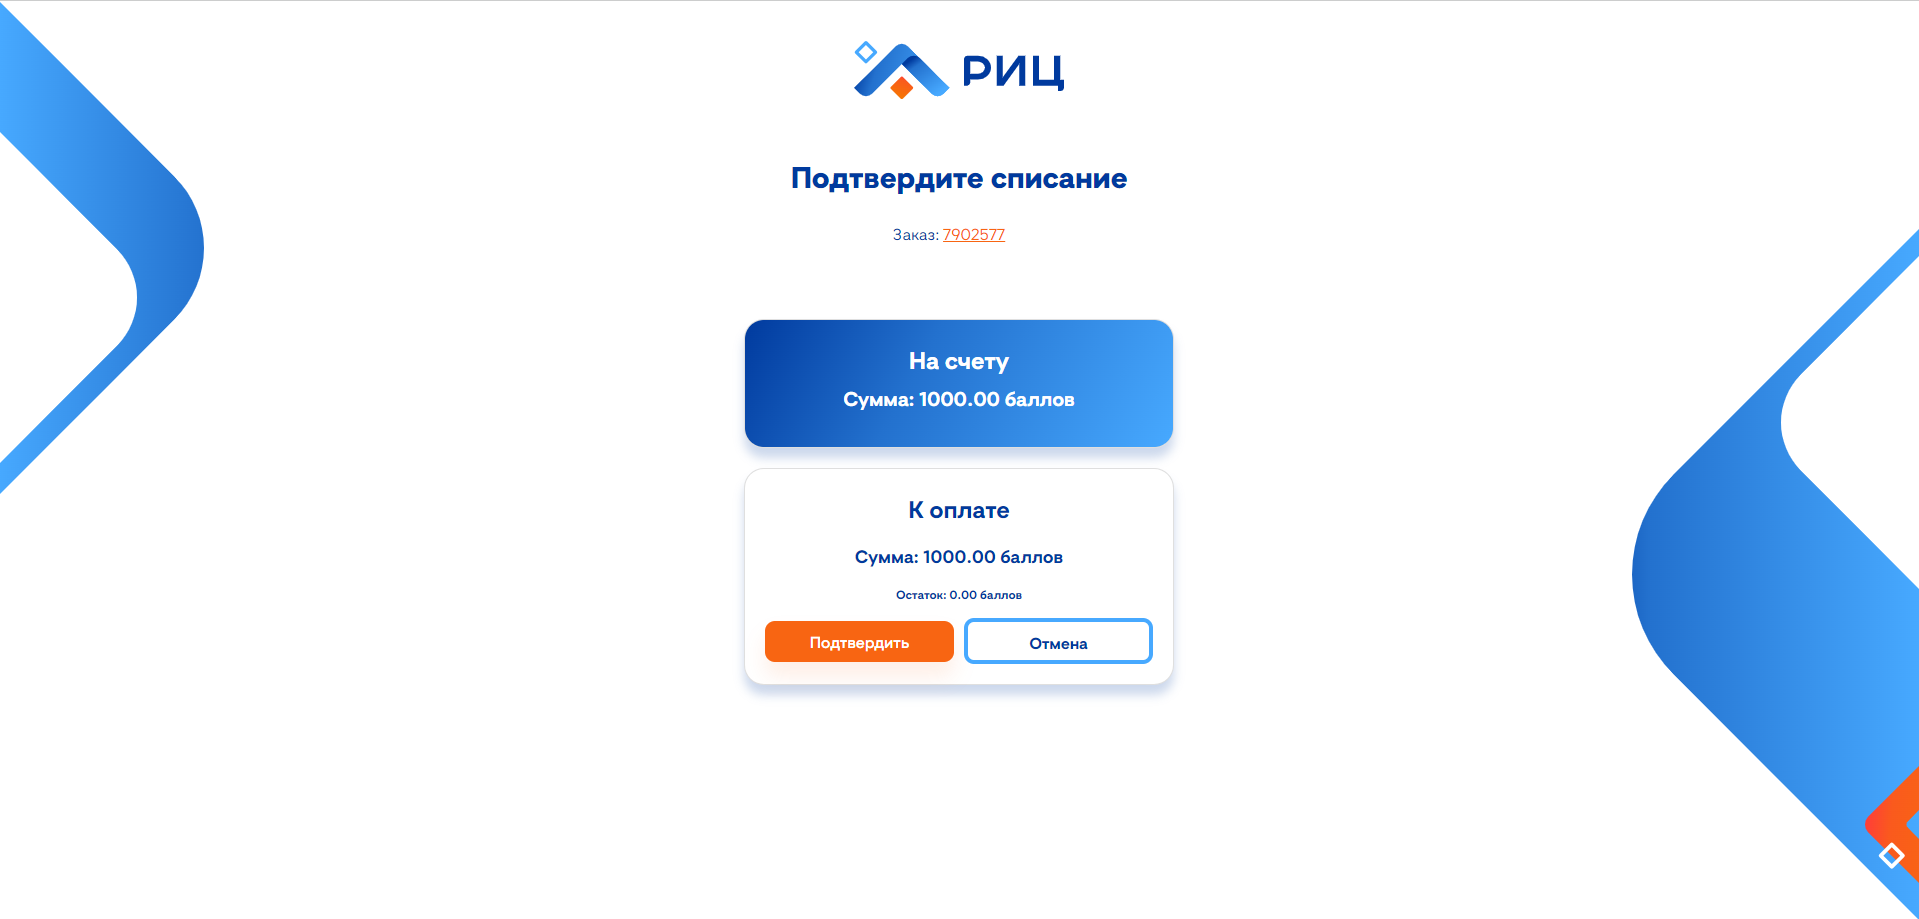 РИЦ
Подтвердите списание
Заказ: 7902577
На счету
Сумма: 1000.00 баллов
К оплате
Сумма: 1000.00 баллов
Остаток: 0.00 баллов
Подтвердить
Отмена